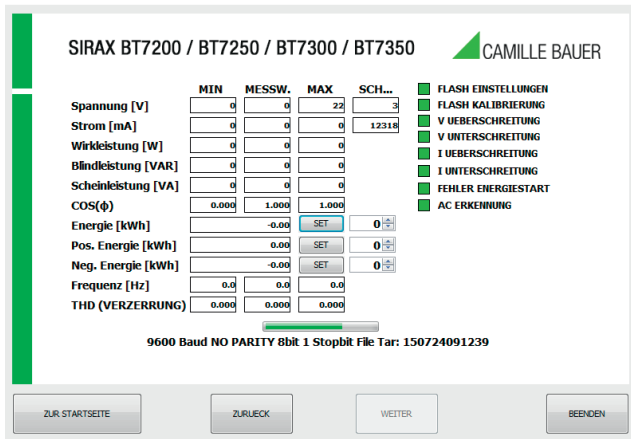 SIRAX BT7200 / BT7250 / BT7300 / BT7350
CAMILLE BAUER
MIN MESSW. MAX SCH...
Spannung [V] 0 0 22 3
Strom [mA] 0 0 0 12318
Wirkleistung [W] 0 0 0
Blindleistung [VAR] 0 0 0
Scheinleistung [VA] 0 0 0
COS(ϕ) 0.000 1.000 1.000
Energie [kWh] -0.00 SET 0
Pos. Energie [kWh] 0.00 SET 0
Neg. Energie [kWh] -0.00 SET 0
Frequenz [Hz] 0.0 0.0 0.0
THD (VERZERRUNG) 0.000 0.000 0.000
FLASH EINSTELLUNGEN
FLASH KALIBRIERUNG
V UEBERSCHREITUNG
V UNTERSCHREITUNG
I UEBERSCHREITUNG
I UNTERSCHREITUNG
FEHLER ENERGIESTART
AC ERKENNUNG
9600 Baud NO PARITY 8bit 1 Stopbit File Tar: 150724091239
ZUR STARTSEITE ZURUECK WEITER BEENDEN